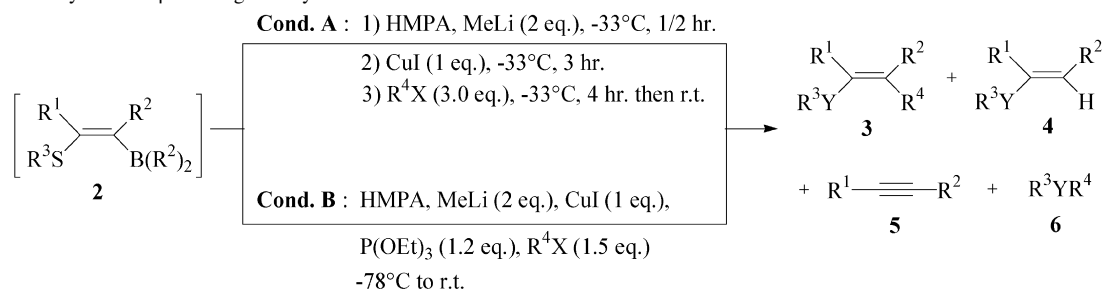 Cond. A : 1) HMPA, MeLi (2 eq.), -33°C, 1/2 hr.
2) CuI (1 eq.), -33°C, 3 hr.
3) R⁴X (3.0 eq.), -33°C, 4 hr. then r.t.
R¹ R²
R³S B(R²)₂
2
Cond. B : HMPA, MeLi (2 eq.), CuI (1 eq.),
P(OEt)₃ (1.2 eq.), R⁴X (1.5 eq.)
-78°C to r.t.
R¹ R² + R¹ R²
R³Y R⁴ R³Y H
3 4
+ R¹ R² + R³YR⁴
5 6